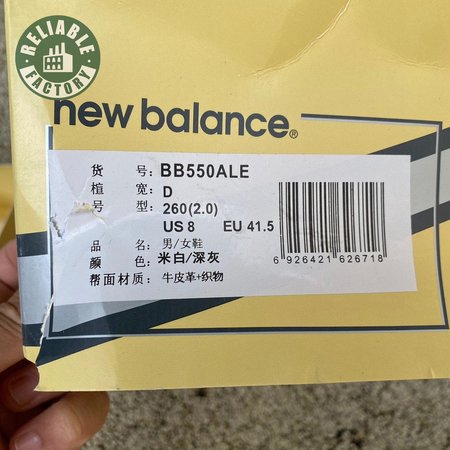 RELIABLE
FACTORY
new balance®
货 号: BB550ALE
楦 宽: D
号 型: 260(2.0)
US 8 EU 41.5
品 名: 男/女鞋
颜 色: 米白/深灰
帮面材质: 牛皮革+织物
6 926421 626718